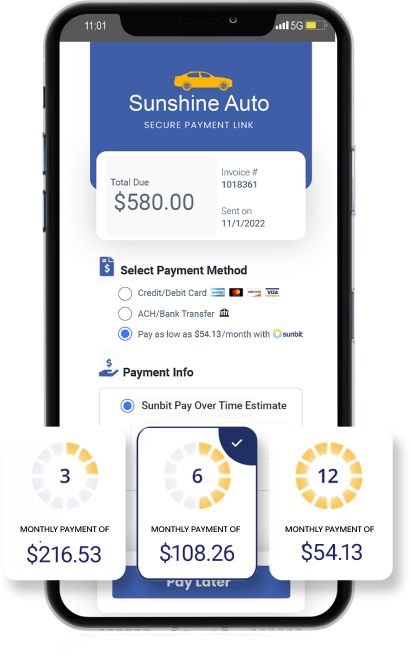 11:01
5G
Sunshine Auto
SECURE PAYMENT LINK
Total Due
$580.00
Invoice #
1018361
Sent on
11/1/2022
Select Payment Method
Credit/Debit Card VISA
ACH/Bank Transfer
Pay as low as $54.13/month with sunbit
Payment Info
Sunbit Pay Over Time Estimate
3
MONTHLY PAYMENT OF
$216.53
6
MONTHLY PAYMENT OF
$108.26
12
MONTHLY PAYMENT OF
$54.13
Pay Later